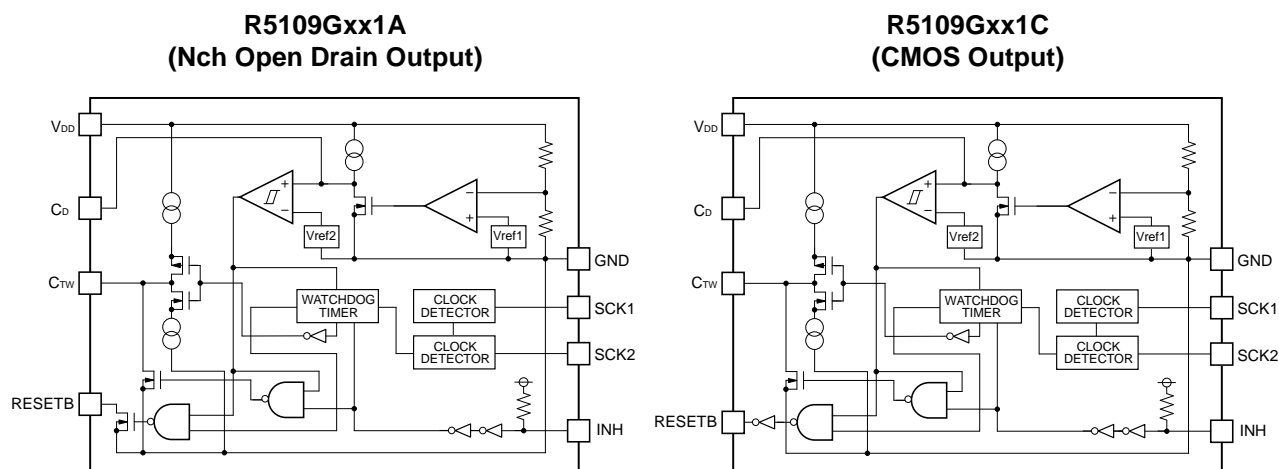 R5109Gxx1A
(Nch Open Drain Output)
VDD
CD
CTW
RESETB
+
−
Vref2
−
+
Vref1
WATCHDOG
TIMER
CLOCK
DETECTOR
CLOCK
DETECTOR
GND
SCK1
SCK2
INH
R5109Gxx1C
(CMOS Output)
VDD
CD
CTW
RESETB
+
−
Vref2
−
+
Vref1
WATCHDOG
TIMER
CLOCK
DETECTOR
CLOCK
DETECTOR
GND
SCK1
SCK2
INH